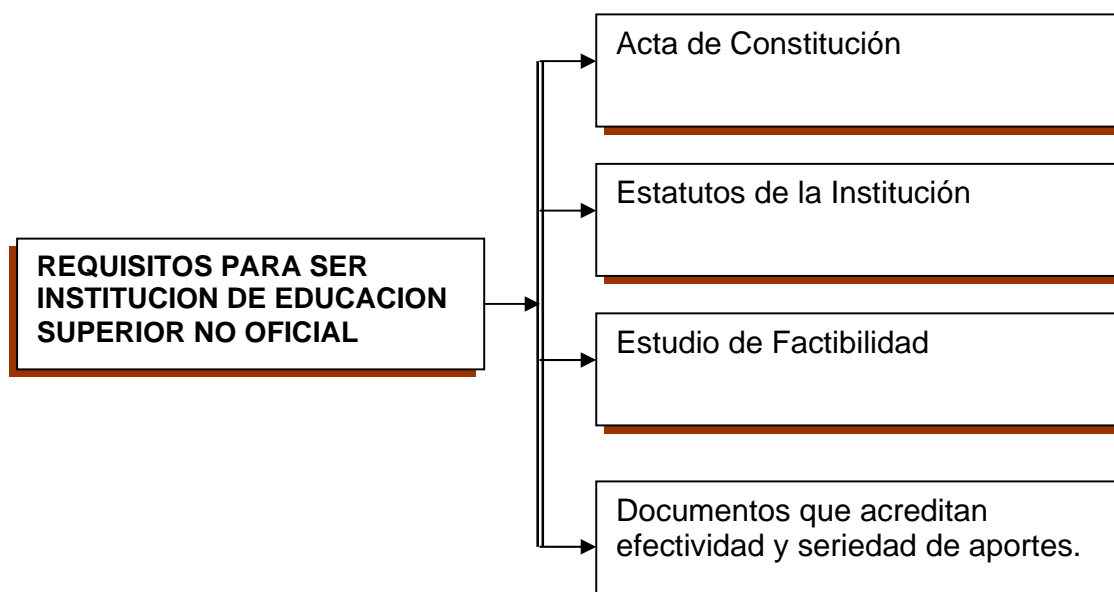 Acta de Constitución
Estatutos de la Institución
REQUISITOS PARA SER
INSTITUCION DE EDUCACION
SUPERIOR NO OFICIAL
Estudio de Factibilidad
Documentos que acreditan
efectividad y seriedad de aportes.